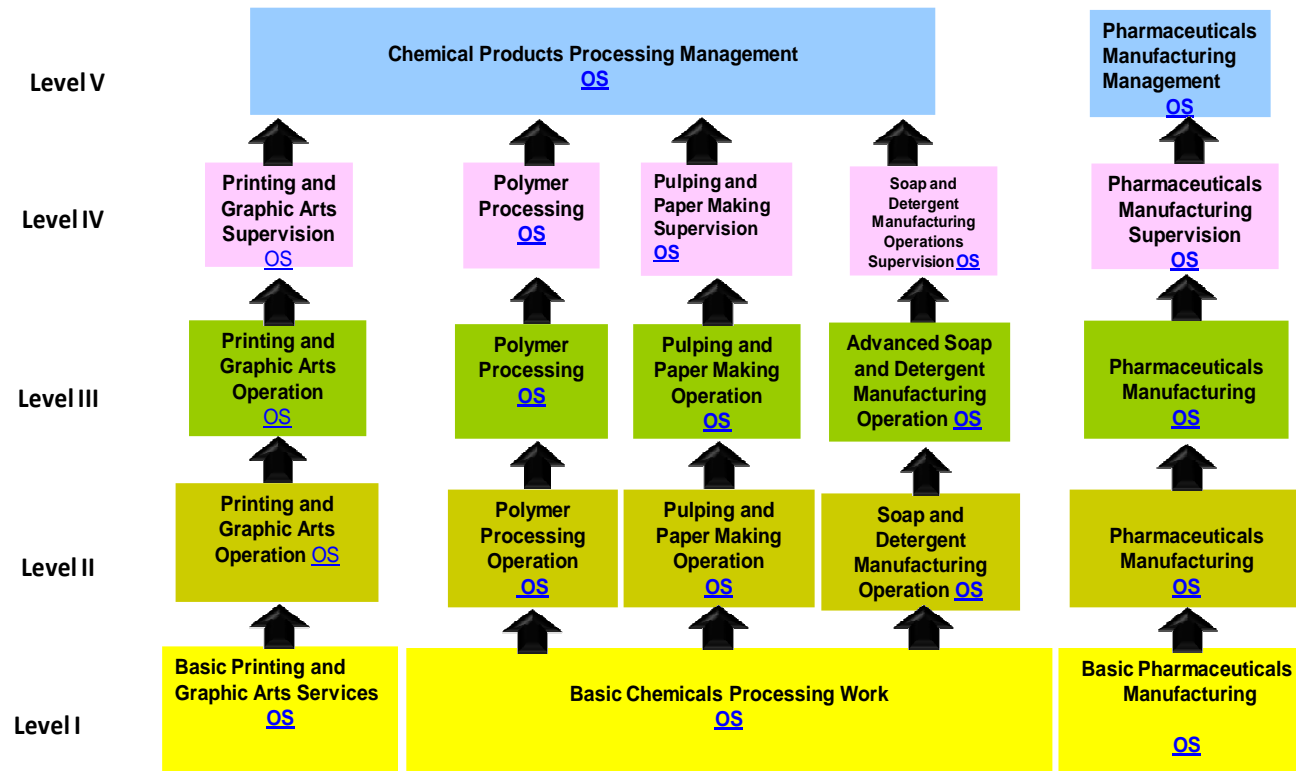 Level V
Chemical Products Processing Management
OS
Pharmaceuticals
Manufacturing
Management
OS
Level IV
Printing and
Graphic Arts
Supervision
OS
Polymer
Processing
OS
Pulping and
Paper Making
Supervision
OS
Soap and
Detergent
Manufacturing
Operations
Supervision OS
Pharmaceuticals
Manufacturing
Supervision
OS
Level III
Printing and
Graphic Arts
Operation
OS
Polymer
Processing
OS
Pulping and
Paper Making
Operation
OS
Advanced Soap
and Detergent
Manufacturing
Operation OS
Pharmaceuticals
Manufacturing
OS
Level II
Printing and
Graphic Arts
Operation OS
Polymer
Processing
Operation
OS
Pulping and
Paper Making
Operation
OS
Soap and
Detergent
Manufacturing
Operation OS
Pharmaceuticals
Manufacturing
OS
Level I
Basic Printing and
Graphic Arts Services
OS
Basic Chemicals Processing Work
OS
Basic Pharmaceuticals
Manufacturing
OS